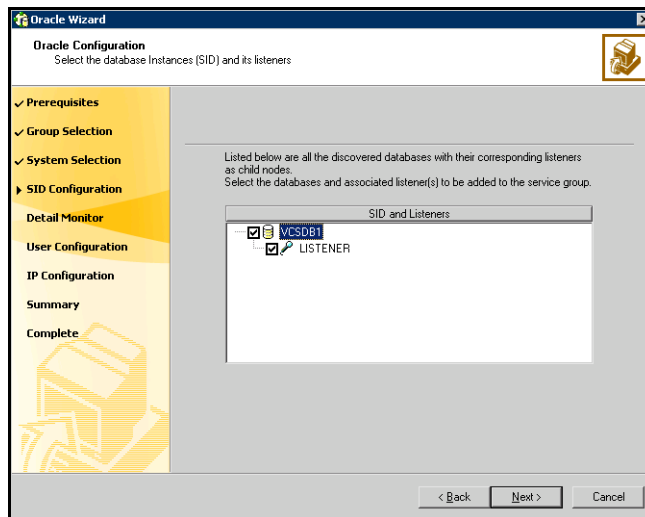 Oracle Wizard
Oracle Configuration
Select the database Instances (SID) and its listeners
Prerequisites
Group Selection
System Selection
SID Configuration
Detail Monitor
User Configuration
IP Configuration
Summary
Complete
Listed below are all the discovered databases with their corresponding listeners
as child nodes.
Select the databases and associated listener(s) to be added to the service group.
SID and Listeners
VCSDB1
LISTENER
< Back
Next >
Cancel